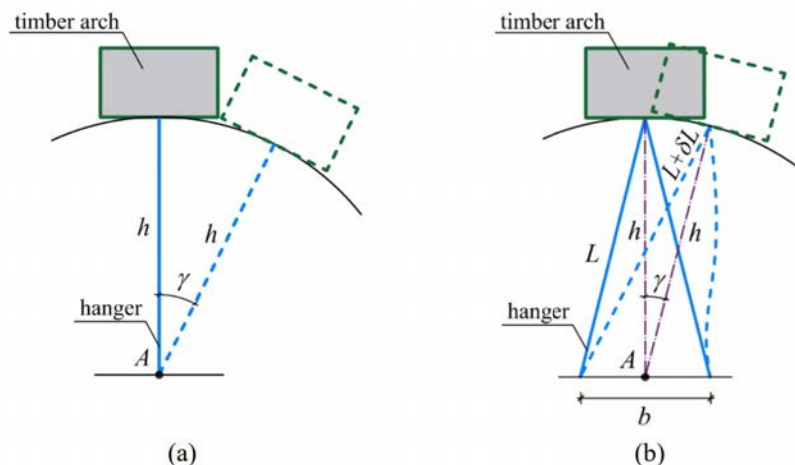 timber arch
h
h
γ
hanger
A
(a)
timber arch
L+δL
h
h
L
γ
hanger
A
b
(b)